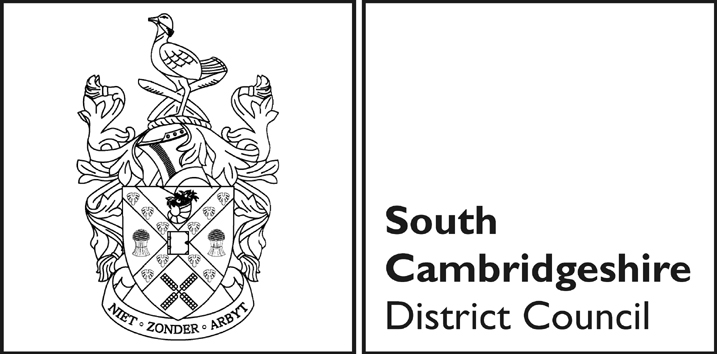 NIET · ZONDER · ARBYT
South
Cambridgeshire
District Council